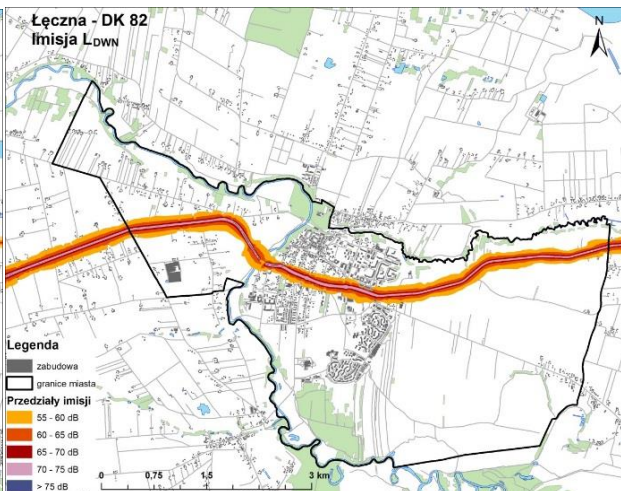 Łęczna - DK 82
Imisja LDWN
N
Legenda
zabudowa
granice miasta
Przedziały imisji
55 - 60 dB
60 - 65 dB
65 - 70 dB
70 - 75 dB
> 75 dB
0 0,75 1,5 3 km